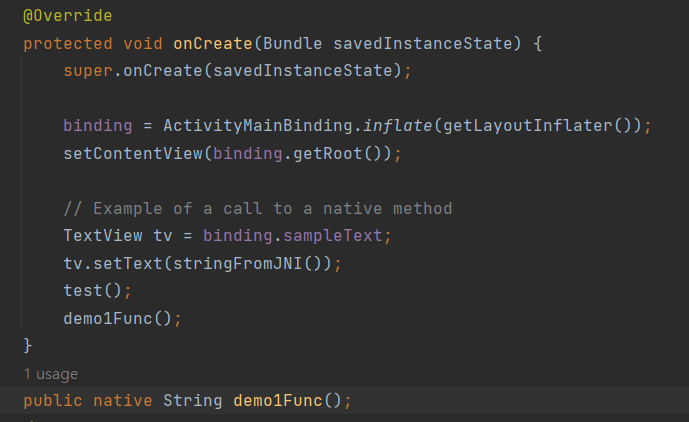 @Override
protected void onCreate(Bundle savedInstanceState) {
super.onCreate(savedInstanceState);
binding = ActivityMainBinding.inflate(getLayoutInflater());
setContentView(binding.getRoot());
// Example of a call to a native method
TextView tv = binding.sampleText;
tv.setText(stringFromJNI());
test();
demo1Func();
}
1 usage
public native String demo1Func();